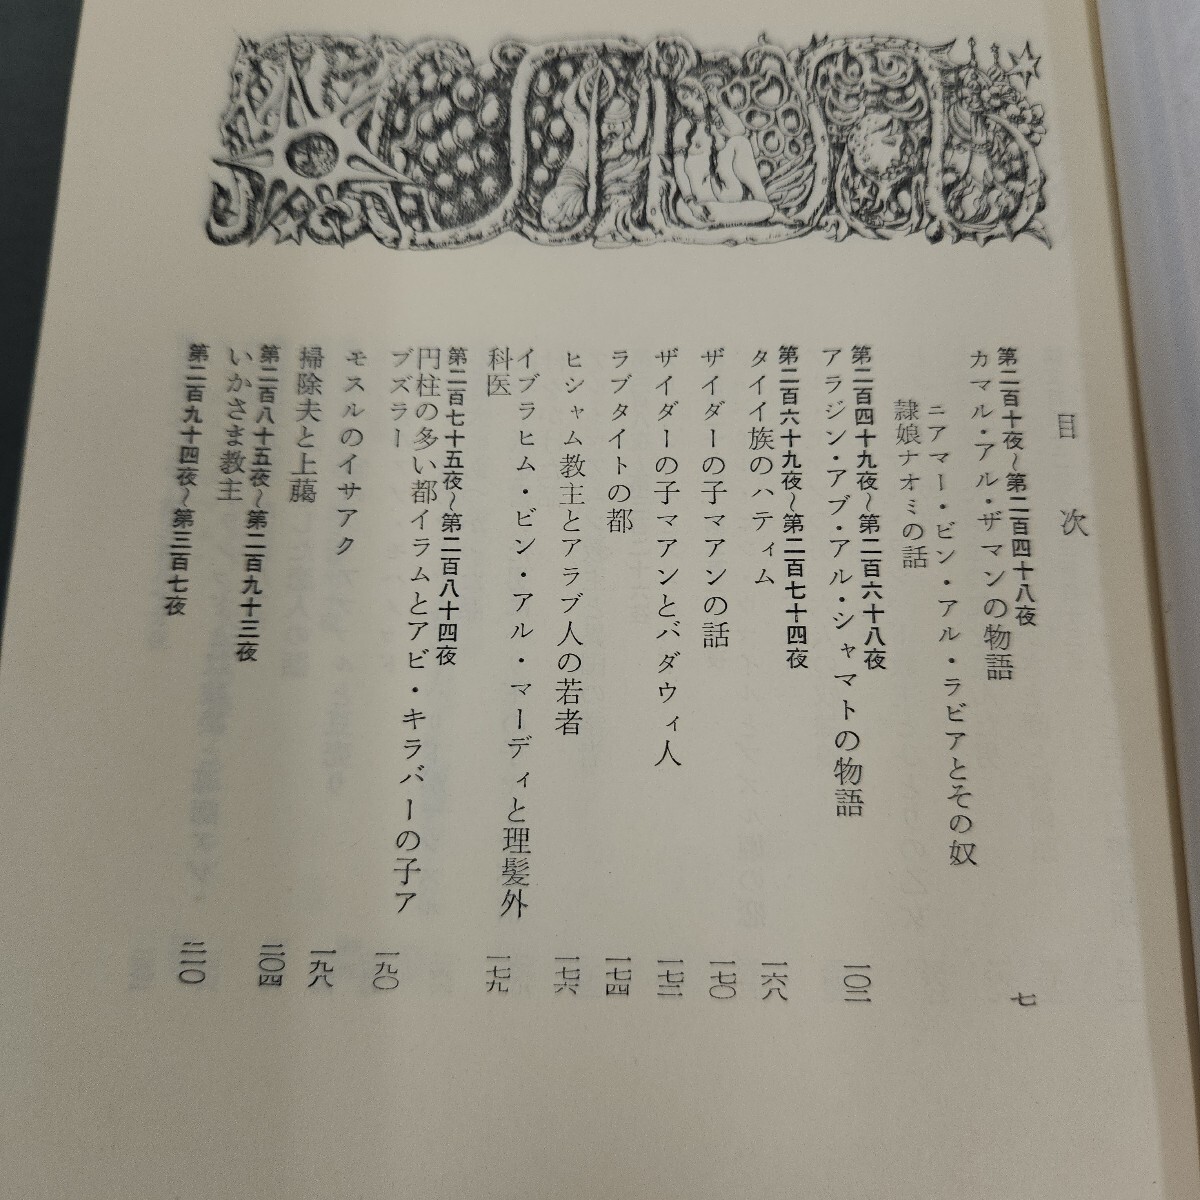 目次
第二百十夜〜第二百四十八夜
カマル・アル・ザマンの物語
七
ニアマー・ビン・アル・ラビアとその奴
隷娘ナオミの話
第二百四十九夜〜第二百六十八夜
アラジン・アブ・アル・シャマトの物語
一〇二
第二百六十九夜〜第二百七十四夜
タイイ族のハティム
一六八
ザイダーの子マアンの話
一七〇
ザイダーの子マアンとバダウィ人
一七二
ラブタイトの都
一七四
ヒシャム教主とアラブ人の若者
一七六
イブラヒム・ビン・アル・マーディと理髪外
科医
一七九
第二百七十五夜〜第二百八十四夜
円柱の多い都イラムとアビ・キラバーの子ア
ブズラー
一九〇
モスルのイサアク
一九八
掃除夫と上﨟
二〇四
第二百八十五夜〜第二百九十三夜
いかさま教主
二一〇
第二百九十四夜〜第三百七夜